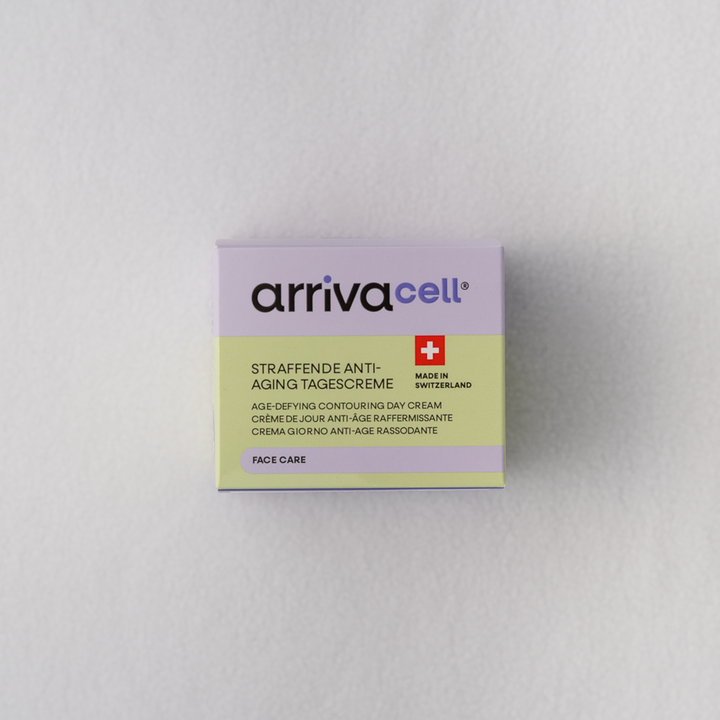 arrivacell®
STRAFFENDE ANTI-
AGING TAGESCREME
MADE IN
SWITZERLAND
AGE-DEFYING CONTOURING DAY CREAM
CRÈME DE JOUR ANTI-ÂGE RAFFERMISSANTE
CREMA GIORNO ANTI-AGE RASSODANTE
FACE CARE